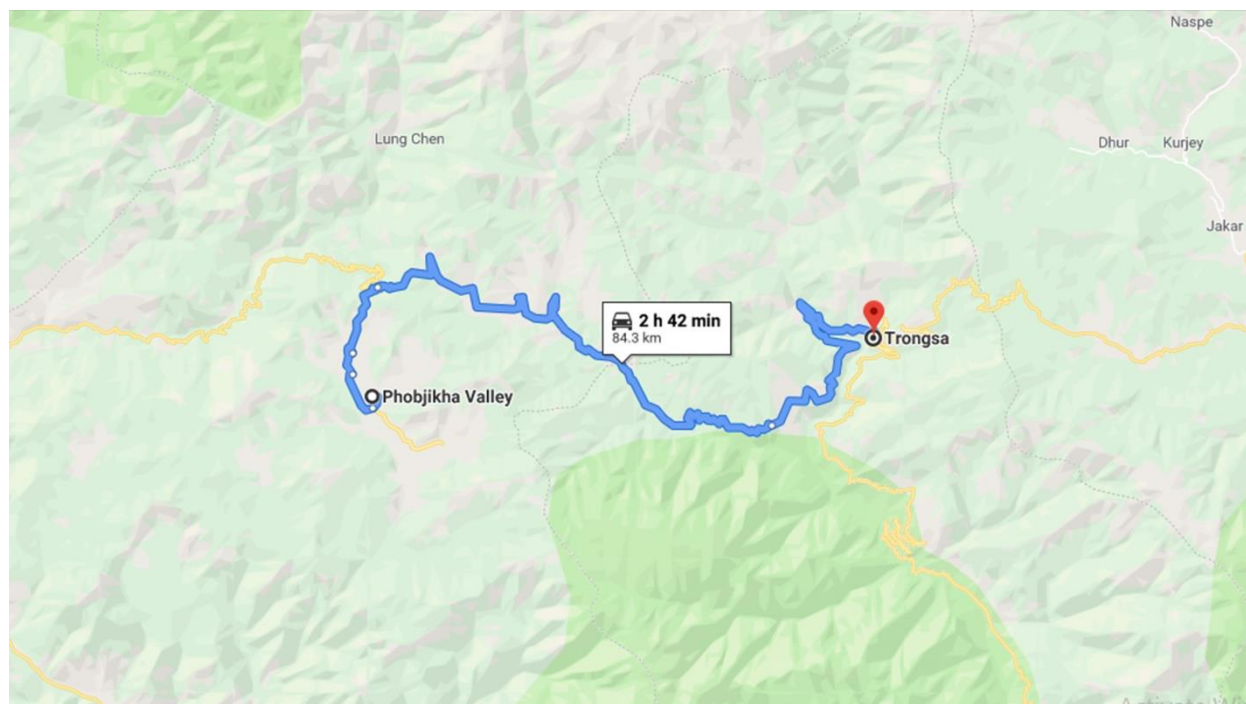 Naspe
Lung Chen
Dhur
Kurjey
Jakar
2 h 42 min
84.3 km
Trongsa
Phobjikha Valley